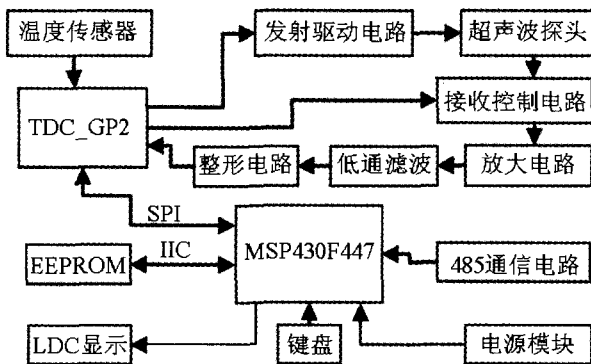 温度传感器
发射驱动电路
超声波探头
TDC_GP2
接收控制电路
整形电路
低通滤波
放大电路
SPI
MSP430F447
IIC
EEPROM
485通信电路
LDC显示
键盘
电源模块